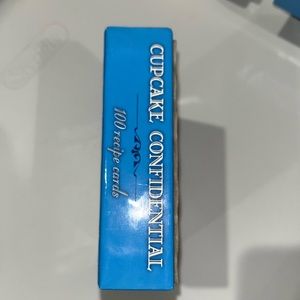 CUPCAKE CONFIDENTIAL
100 recipe cards